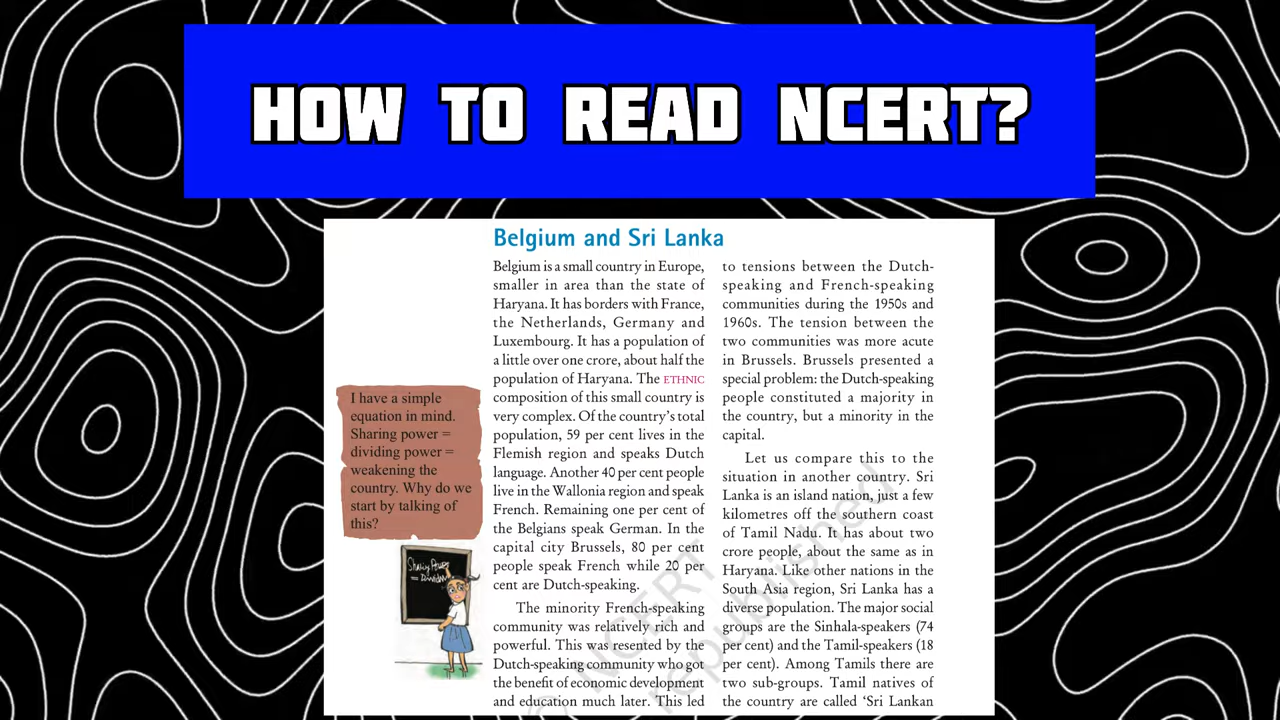 HOW TO READ NCERT?
Belgium and Sri Lanka
Belgium is a small country in Europe,
smaller in area than the state of
Haryana. It has borders with France,
the Netherlands, Germany and
Luxembourg. It has a population of
a little over one crore, about half the
population of Haryana. The ETHNIC
composition of this small country is
very complex. Of the country's total
population, 59 per cent lives in the
Flemish region and speaks Dutch
language. Another 40 per cent people
live in the Wallonia region and speak
French. Remaining one per cent of
the Belgians speak German. In the
capital city Brussels, 80 per cent
people speak French while 20 per
cent are Dutch-speaking.
The minority French-speaking
community was relatively rich and
powerful. This was resented by the
Dutch-speaking community who got
the benefit of economic development
and education much later. This led
to tensions between the Dutch-
speaking and French-speaking
communities during the 1950s and
1960s. The tension between the
two communities was more acute
in Brussels. Brussels presented a
special problem: the Dutch-speaking
people constituted a majority in
the country, but a minority in the
capital.
Let us compare this to the
situation in another country. Sri
Lanka is an island nation, just a few
kilometres off the southern coast
of Tamil Nadu. It has about two
crore people, about the same as in
Haryana. Like other nations in the
South Asia region, Sri Lanka has a
diverse population. The major social
groups are the Sinhala-speakers (74
per cent) and the Tamil-speakers (18
per cent). Among Tamils there are
two sub-groups. Tamil natives of
the country are called 'Sri Lankan
I have a simple
equation in mind.
Sharing power =
dividing power =
weakening the
country. Why do we
start by talking of
this?
Sharing Power
= Dividing
© NCERT
republished